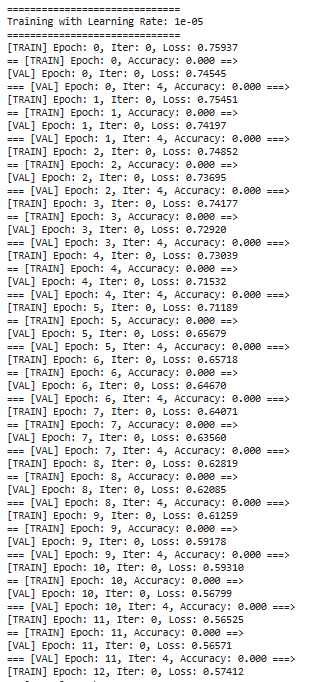 ==============================
Training with Learning Rate: 1e-05
==============================
[TRAIN] Epoch: 0, Iter: 0, Loss: 0.75937
== [TRAIN] Epoch: 0, Accuracy: 0.000 ==>
[VAL] Epoch: 0, Iter: 0, Loss: 0.74545
=== [VAL] Epoch: 0, Iter: 4, Accuracy: 0.000 ===>
[TRAIN] Epoch: 1, Iter: 0, Loss: 0.75451
== [TRAIN] Epoch: 1, Accuracy: 0.000 ==>
[VAL] Epoch: 1, Iter: 0, Loss: 0.74197
=== [VAL] Epoch: 1, Iter: 4, Accuracy: 0.000 ===>
[TRAIN] Epoch: 2, Iter: 0, Loss: 0.74852
== [TRAIN] Epoch: 2, Accuracy: 0.000 ==>
[VAL] Epoch: 2, Iter: 0, Loss: 0.73695
=== [VAL] Epoch: 2, Iter: 4, Accuracy: 0.000 ===>
[TRAIN] Epoch: 3, Iter: 0, Loss: 0.74177
== [TRAIN] Epoch: 3, Accuracy: 0.000 ==>
[VAL] Epoch: 3, Iter: 0, Loss: 0.72920
=== [VAL] Epoch: 3, Iter: 4, Accuracy: 0.000 ===>
[TRAIN] Epoch: 4, Iter: 0, Loss: 0.73039
== [TRAIN] Epoch: 4, Accuracy: 0.000 ==>
[VAL] Epoch: 4, Iter: 0, Loss: 0.71532
=== [VAL] Epoch: 4, Iter: 4, Accuracy: 0.000 ===>
[TRAIN] Epoch: 5, Iter: 0, Loss: 0.71189
== [TRAIN] Epoch: 5, Accuracy: 0.000 ==>
[VAL] Epoch: 5, Iter: 0, Loss: 0.65679
=== [VAL] Epoch: 5, Iter: 4, Accuracy: 0.000 ===>
[TRAIN] Epoch: 6, Iter: 0, Loss: 0.65718
== [TRAIN] Epoch: 6, Accuracy: 0.000 ==>
[VAL] Epoch: 6, Iter: 0, Loss: 0.64670
=== [VAL] Epoch: 6, Iter: 4, Accuracy: 0.000 ===>
[TRAIN] Epoch: 7, Iter: 0, Loss: 0.64071
== [TRAIN] Epoch: 7, Accuracy: 0.000 ==>
[VAL] Epoch: 7, Iter: 0, Loss: 0.63560
=== [VAL] Epoch: 7, Iter: 4, Accuracy: 0.000 ===>
[TRAIN] Epoch: 8, Iter: 0, Loss: 0.62819
== [TRAIN] Epoch: 8, Accuracy: 0.000 ==>
[VAL] Epoch: 8, Iter: 0, Loss: 0.62085
=== [VAL] Epoch: 8, Iter: 4, Accuracy: 0.000 ===>
[TRAIN] Epoch: 9, Iter: 0, Loss: 0.61259
== [TRAIN] Epoch: 9, Accuracy: 0.000 ==>
[VAL] Epoch: 9, Iter: 0, Loss: 0.59178
=== [VAL] Epoch: 9, Iter: 4, Accuracy: 0.000 ===>
[TRAIN] Epoch: 10, Iter: 0, Loss: 0.59310
== [TRAIN] Epoch: 10, Accuracy: 0.000 ==>
[VAL] Epoch: 10, Iter: 0, Loss: 0.56799
=== [VAL] Epoch: 10, Iter: 4, Accuracy: 0.000 ===>
[TRAIN] Epoch: 11, Iter: 0, Loss: 0.56525
== [TRAIN] Epoch: 11, Accuracy: 0.000 ==>
[VAL] Epoch: 11, Iter: 0, Loss: 0.56571
=== [VAL] Epoch: 11, Iter: 4, Accuracy: 0.000 ===>
[TRAIN] Epoch: 12, Iter: 0, Loss: 0.57412